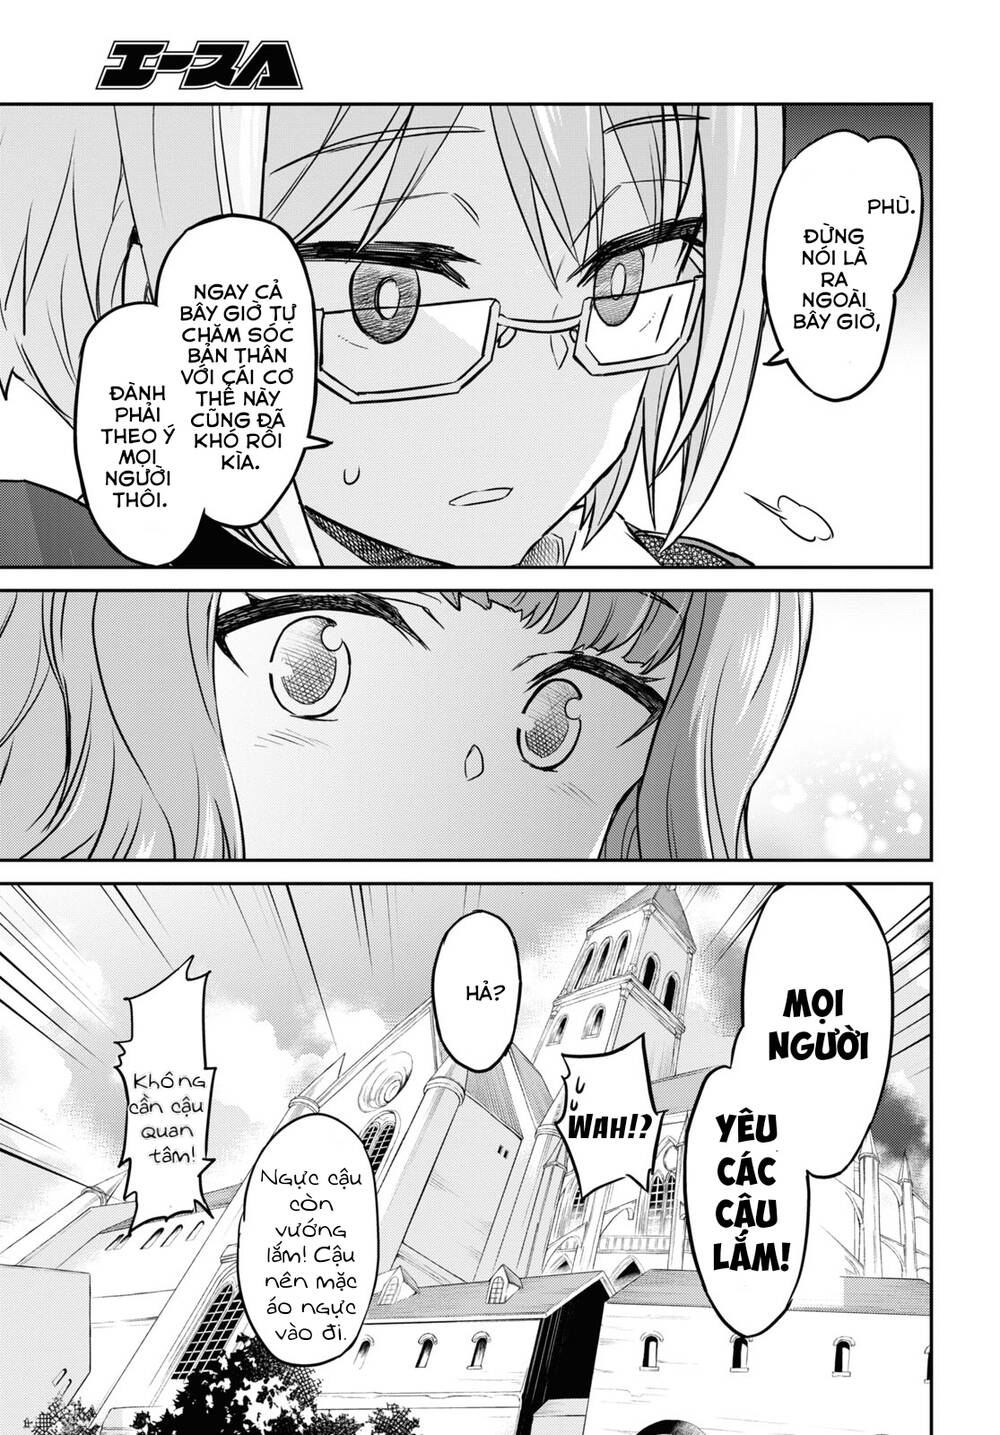 エースA
PHÙ.
ĐỪNG
NÓI LÀ
RA
NGOÀI
BÂY GIỜ,
NGAY CẢ
BÂY GIỜ TỰ
CHĂM SÓC
BẢN THÂN
VỚI CÁI CƠ
THỂ NÀY
CŨNG ĐÃ
KHÓ RỒI
KÌA.
ĐÀNH
PHẢI
THEO Ý
MỌI
NGƯỜI
THÔI.
MỌI
NGƯỜI
YÊU
CÁC
CẬU
LẮM!
HẢ?
WAH!?
Ngực cậu
còn
vướng
lắm! Cậu
nên mặc
áo ngực
vào đi.
Không
cần cậu
quan
tâm!